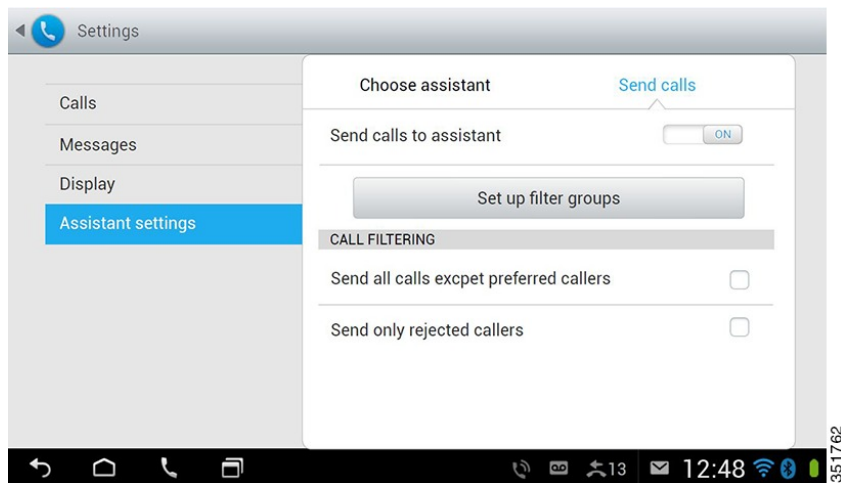 Settings
Calls
Messages
Display
Assistant settings
Choose assistant
Send calls
Send calls to assistant
ON
Set up filter groups
CALL FILTERING
Send all calls excpet preferred callers
Send only rejected callers
13
12:48
351762